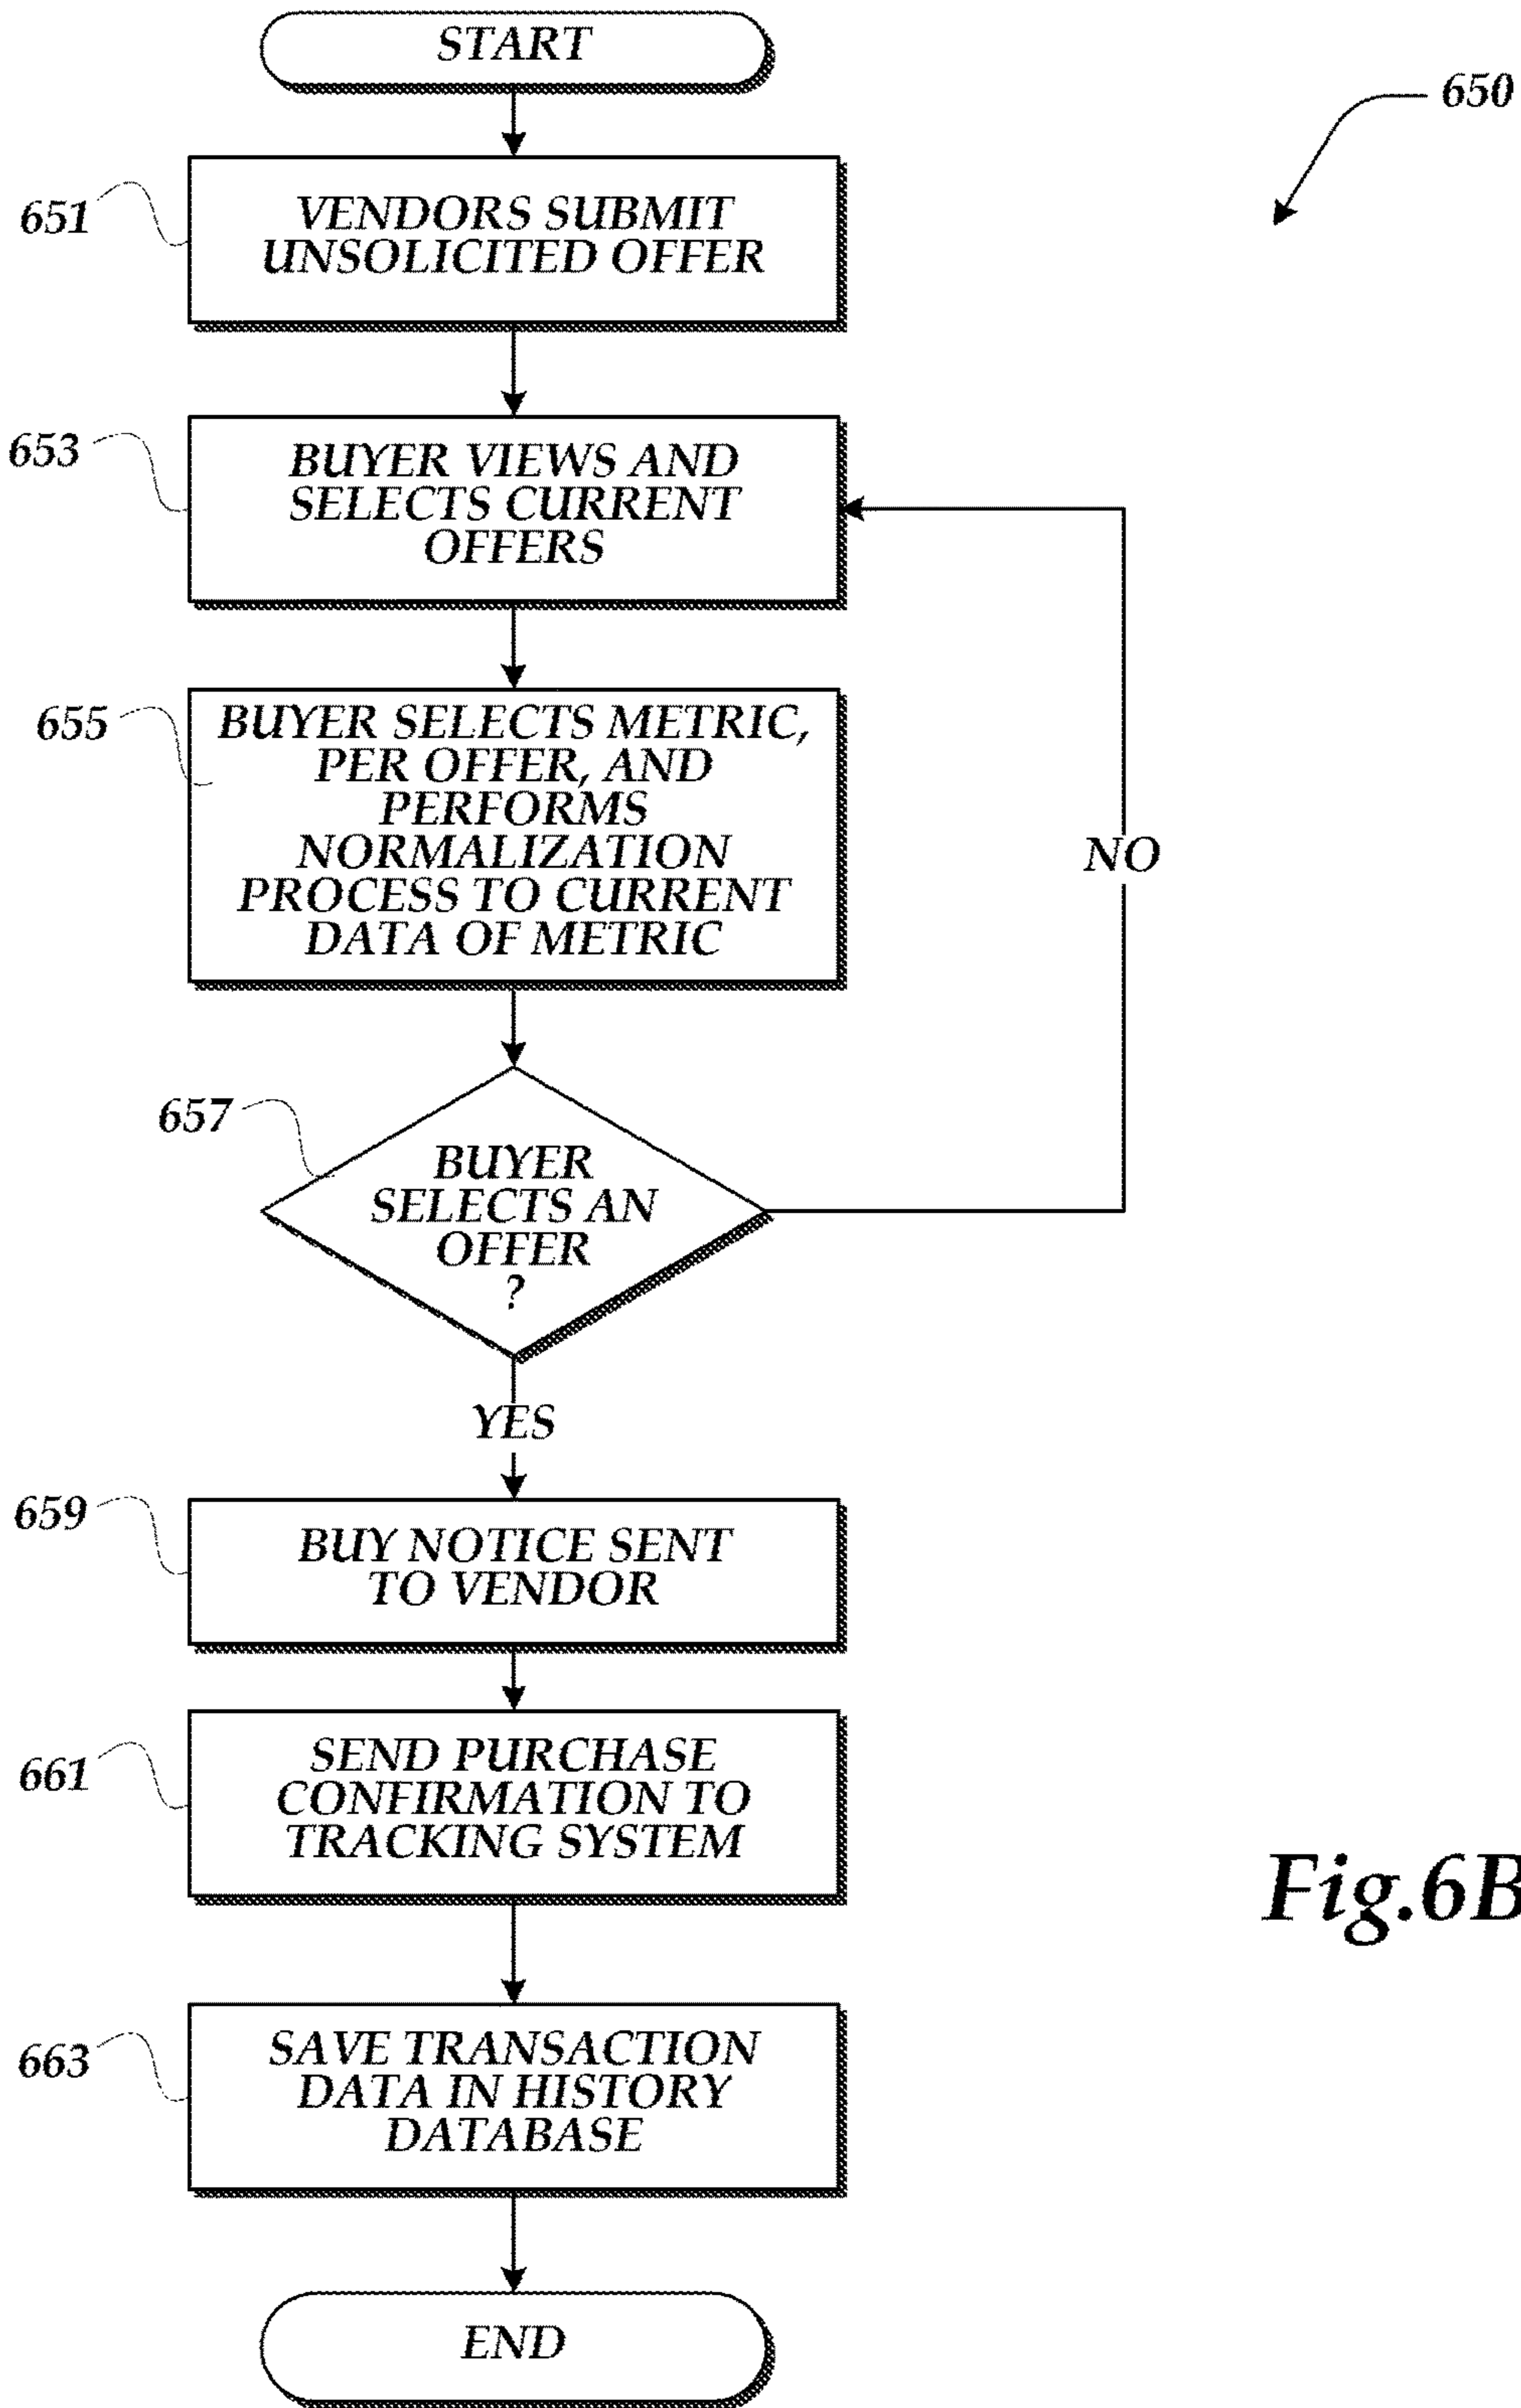 START
650
651
VENDORS SUBMIT
UNSOLICITED OFFER
653
BUYER VIEWS AND
SELECTS CURRENT
OFFERS
655
BUYER SELECTS METRIC,
PER OFFER, AND
PERFORMS
NORMALIZATION
PROCESS TO CURRENT
DATA OF METRIC
NO
657
BUYER
SELECTS AN
OFFER
?
YES
659
BUY NOTICE SENT
TO VENDOR
661
SEND PURCHASE
CONFIRMATION TO
TRACKING SYSTEM
Fig.6B
663
SAVE TRANSACTION
DATA IN HISTORY
DATABASE
END